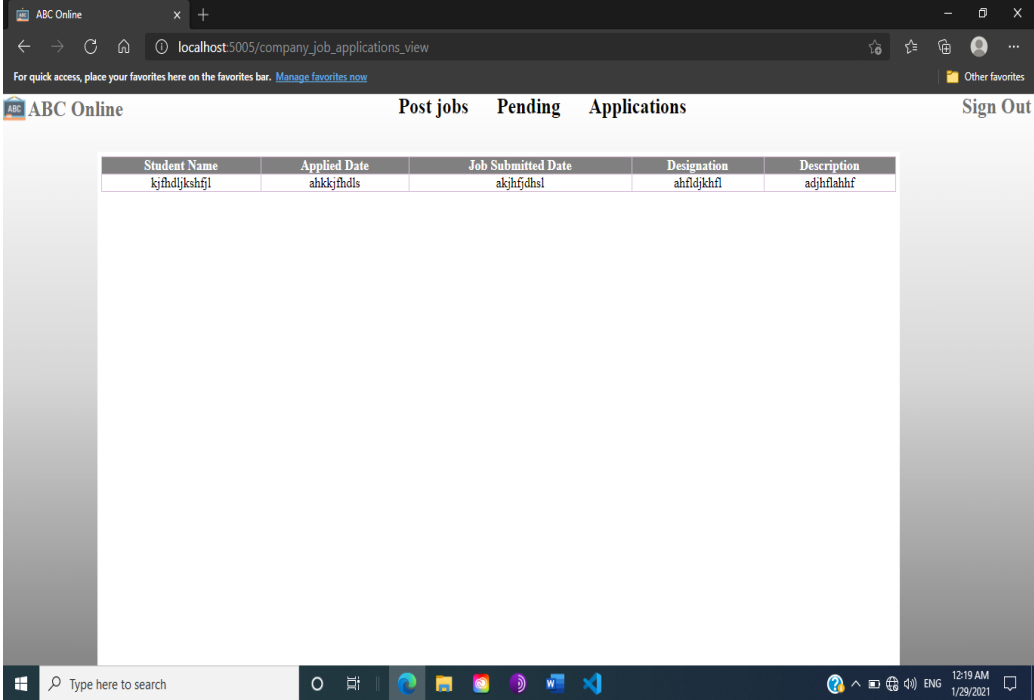 ABC Online
localhost:5005/company_job_applications_view
For quick access, place your favorites here on the favorites bar. Manage favorites now Other favorites
ABC ABC Online Post jobs Pending Applications Sign Out
Student Name Applied Date Job Submitted Date Designation Description
kjfhdljkshfjl ahkkjfhdls akjhfjdhsl ahfldjkhfl adjhflahhf
Type here to search ENG 12:19 AM
1/29/2021